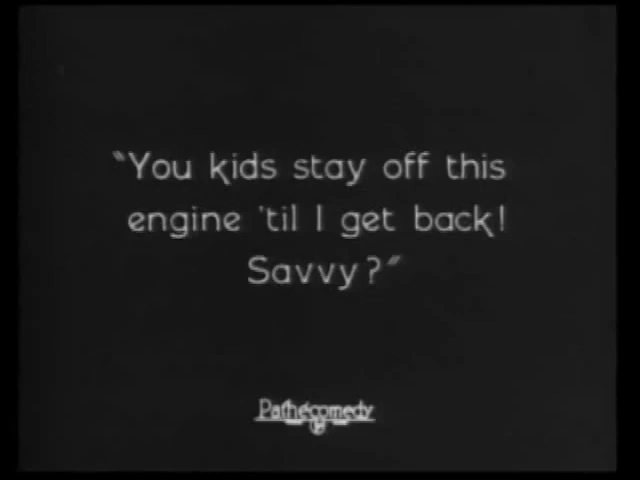 “You kids stay off this
engine 'til I get back!
Savvy?”
Pathécomedy